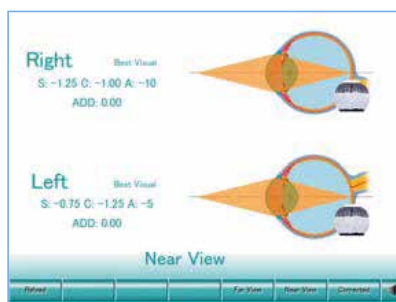 Right Best Visual
S: -1.25 C: -1.00 A: -10
ADD: 0.00
Left Best Visual
S: -0.75 C: -1.25 A: -5
ADD: 0.00
Near View
Reload Far View Near View Corrected